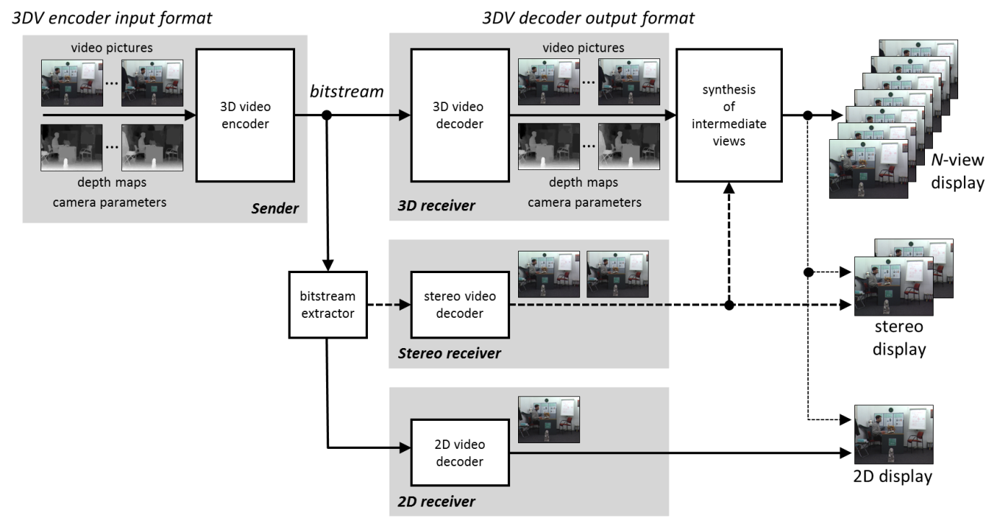 3DV encoder input format
3DV decoder output format
video pictures
...
3D video
encoder
...
depth maps
camera parameters
Sender
bitstream
video pictures
...
3D video
decoder
...
depth maps
camera parameters
3D receiver
synthesis
of
intermediate
views
N-view
display
bitstream
extractor
stereo video
decoder
Stereo receiver
stereo
display
2D video
decoder
2D receiver
2D display